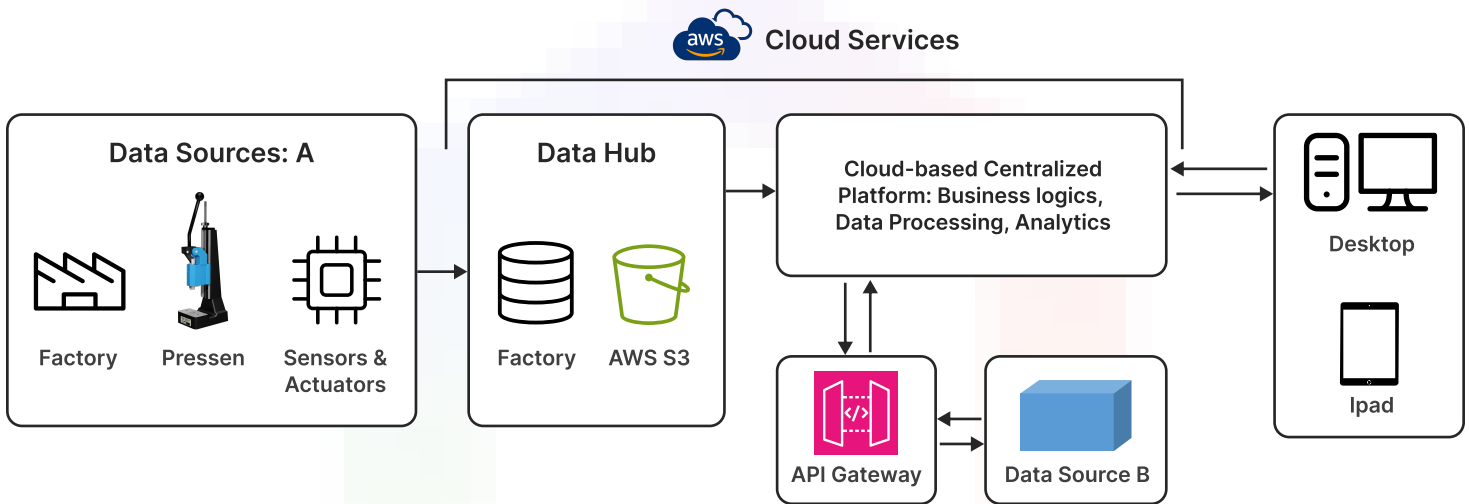 aws
Cloud Services
Data Sources: A
Factory
Pressen
Sensors &
Actuators
Data Hub
Factory
AWS S3
Cloud-based Centralized
Platform: Business logics,
Data Processing, Analytics
</>
API Gateway
Data Source B
Desktop
Ipad